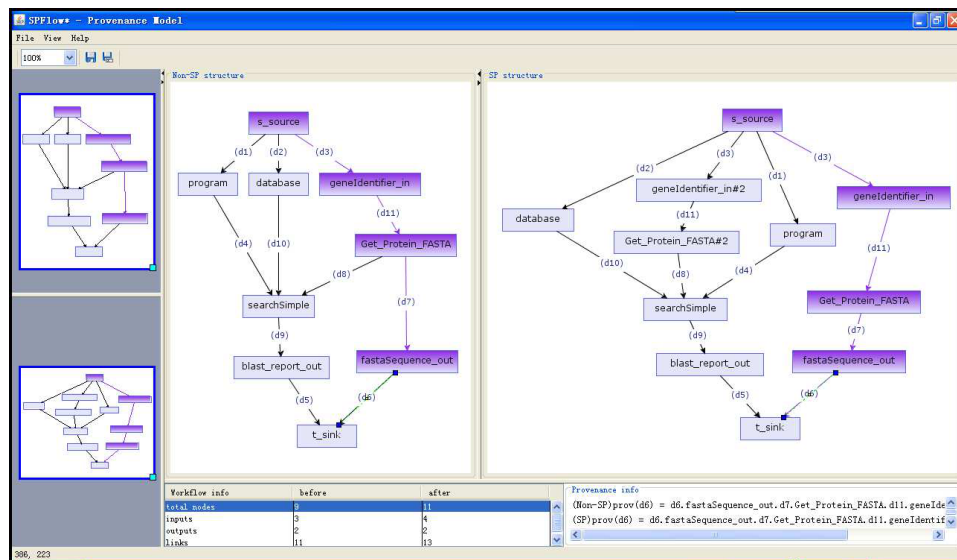 SPFlow* - Provenance Model
File View Help
100%
Non-SP structure
s_source
(d1) (d2) (d3)
program database geneIdentifier_in
(d11)
Get_Protein_FASTA
(d4) (d10) (d8)
(d7)
searchSimple
(d9)
blast_report_out fastaSequence_out
(d5) (d6)
t_sink
SP structure
s_source
(d2) (d3) (d1) (d3)
geneIdentifier_in#2 geneIdentifier_in
database (d11) program
Get_Protein_FASTA#2 (d11)
(d10) (d8) (d4)
Get_Protein_FASTA
searchSimple
(d7)
(d9)
blast_report_out fastaSequence_out
(d5) (d6)
t_sink
Workflow info before after
total nodes 9 11
inputs 3 4
outputs 2 2
links 11 13
Provenance info
(Non-SP)prov(d6) = d6.fastaSequence_out.d7.Get_Protein_FASTA.d11.geneIde
(SP)prov(d6) = d6.fastaSequence_out.d7.Get_Protein_FASTA.d11.geneIdentif
386, 223